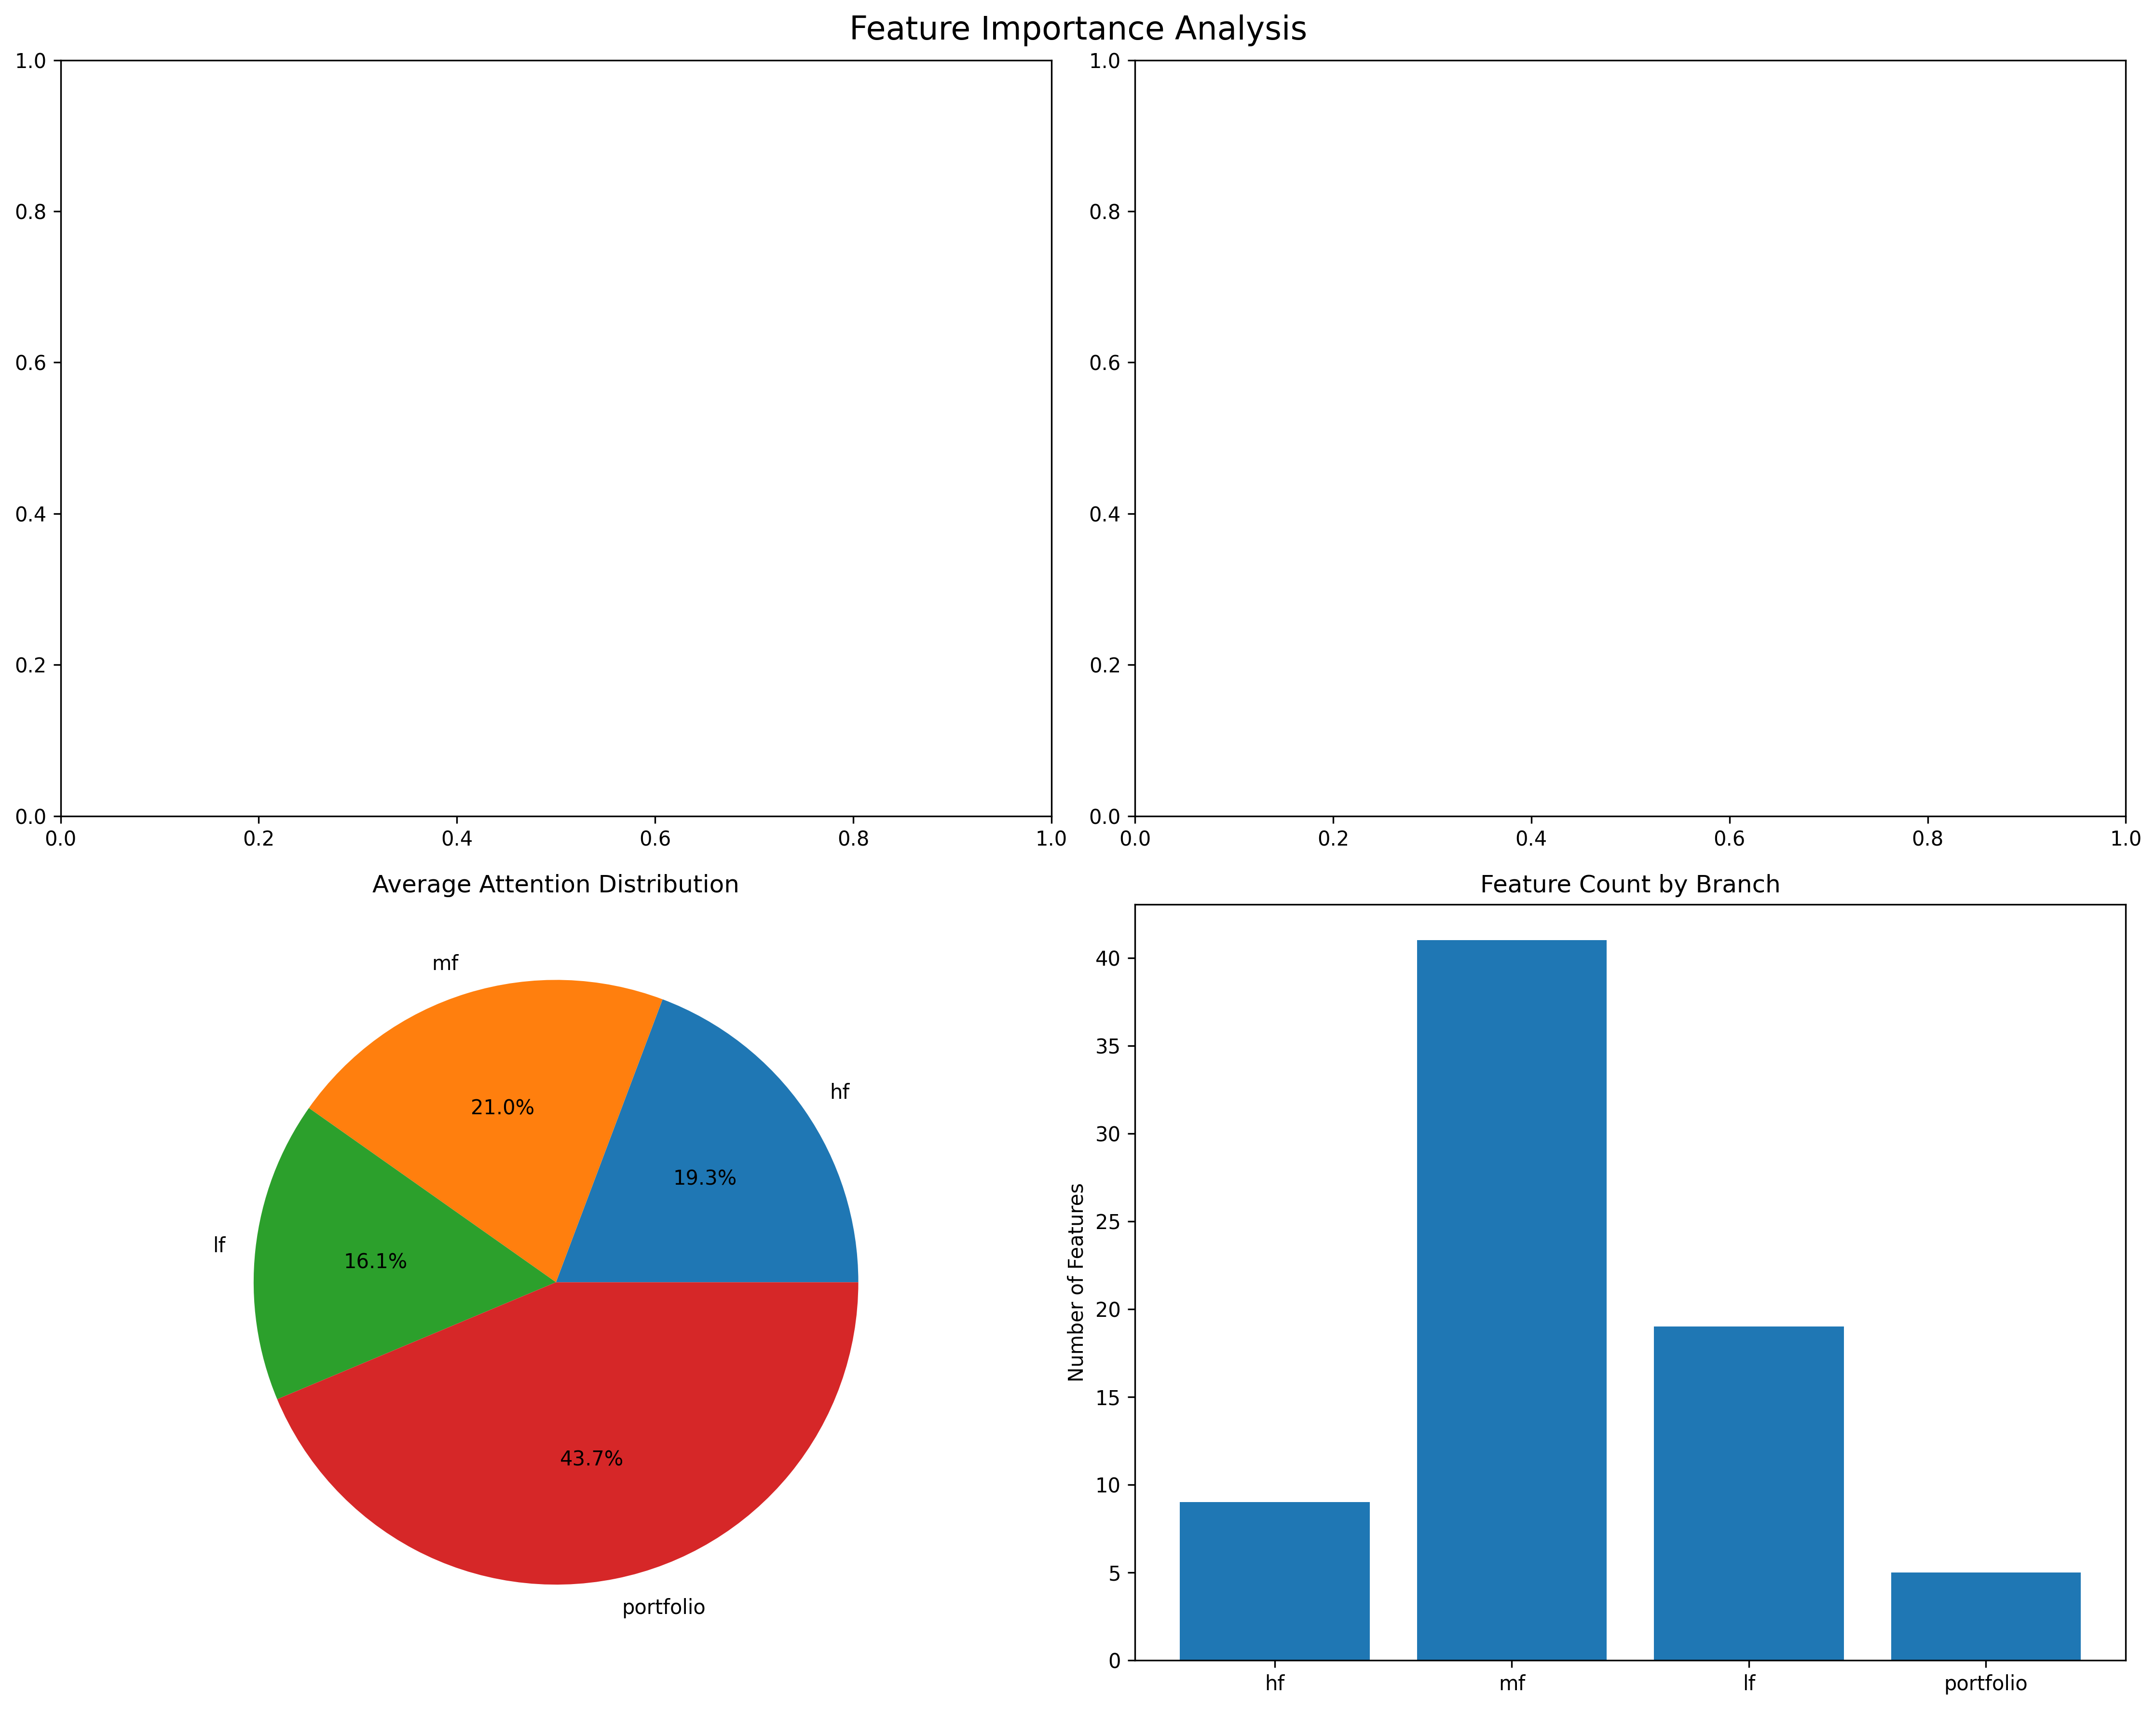 Feature Importance Analysis
1.0
0.8
0.6
0.4
0.2
0.0
0.0 0.2 0.4 0.6 0.8 1.0
1.0
0.8
0.6
0.4
0.2
0.0
0.0 0.2 0.4 0.6 0.8 1.0
Average Attention Distribution
mf
hf
21.0%
19.3%
lf
16.1%
43.7%
portfolio
Feature Count by Branch
Number of Features
40
35
30
25
20
15
10
5
0
hf mf lf portfolio